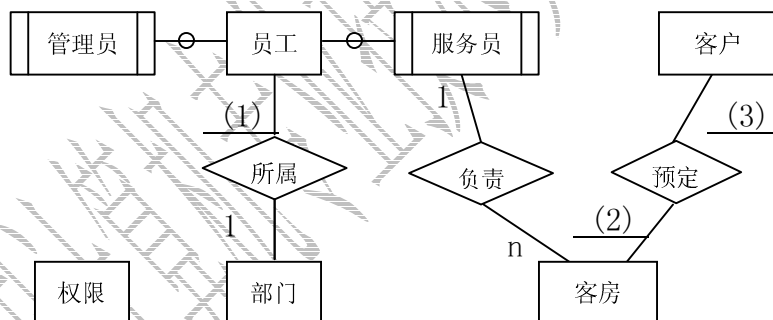 管理员 员工 服务员 客户
(1) 1 (3)
所属 负责 预定
1 n (2)
权限 部门 客房